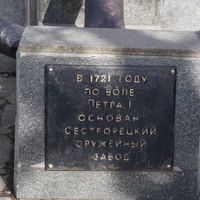 В 1721 ГОДУ
ПО ВОЛЕ
ПЕТРА I
ОСНОВАН
СЕСТРОРЕЦКИЙ
ОРУЖЕЙНЫЙ
ЗАВОД